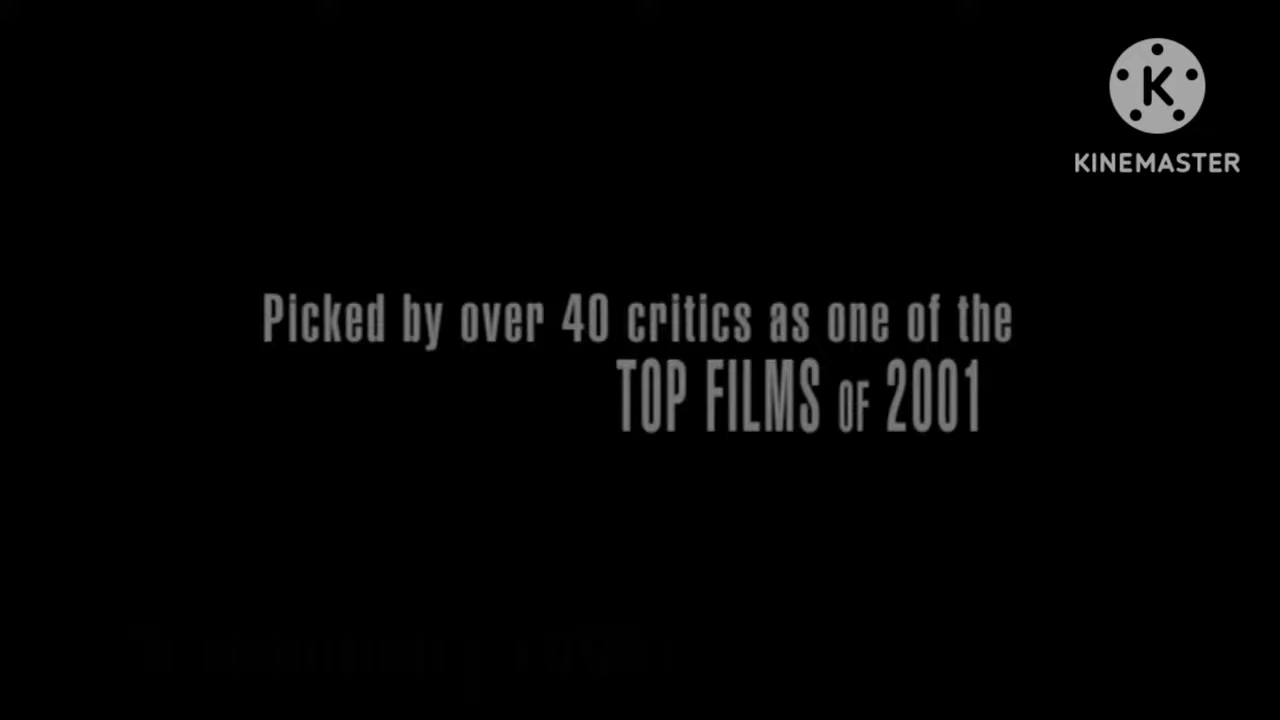 K
KINEMASTER
Picked by over 40 critics as one of the
TOP FILMS OF 2001